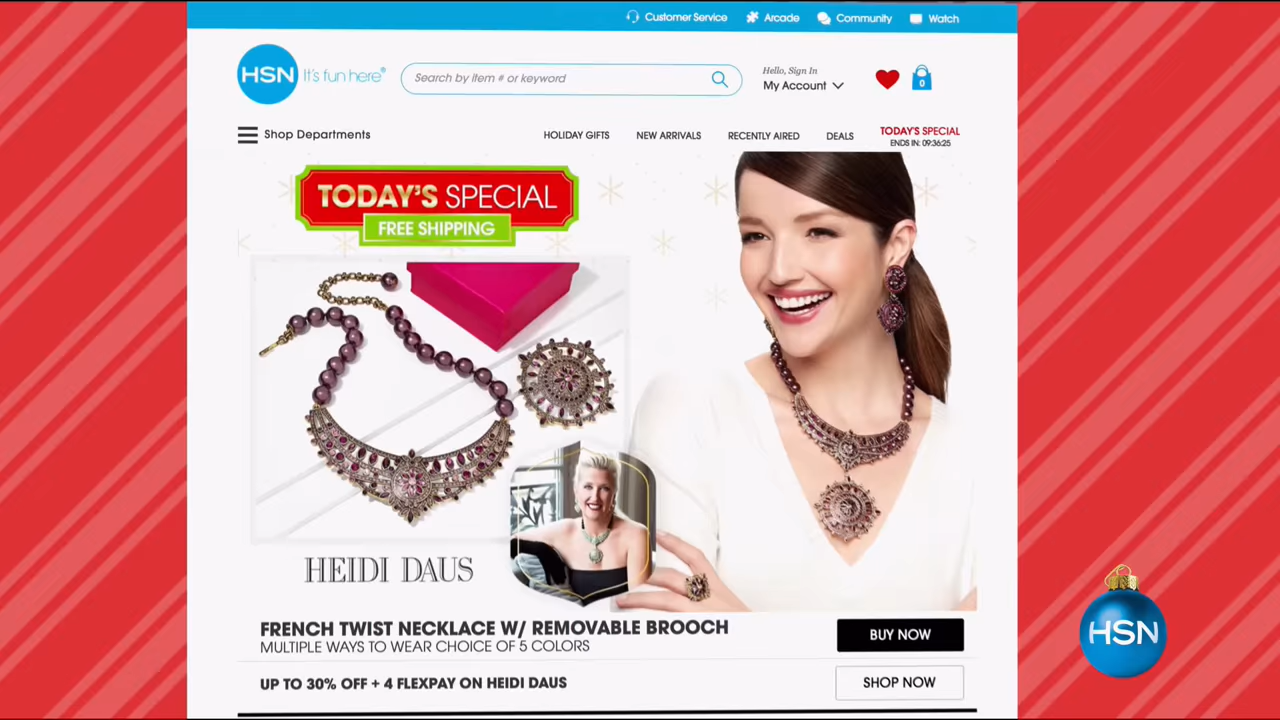 Customer Service
Arcade
Community
Watch
HSN It's fun here®
Search by item # or keyword
Hello, Sign In
My Account
0
Shop Departments
HOLIDAY GIFTS
NEW ARRIVALS
RECENTLY AIRED
DEALS
TODAY'S SPECIAL
ENDS IN: 09:36:25
TODAY'S SPECIAL
FREE SHIPPING
HEIDI DAUS
FRENCH TWIST NECKLACE W/ REMOVABLE BROOCH
MULTIPLE WAYS TO WEAR CHOICE OF 5 COLORS
BUY NOW
UP TO 30% OFF + 4 FLEXPAY ON HEIDI DAUS
SHOP NOW
HSN